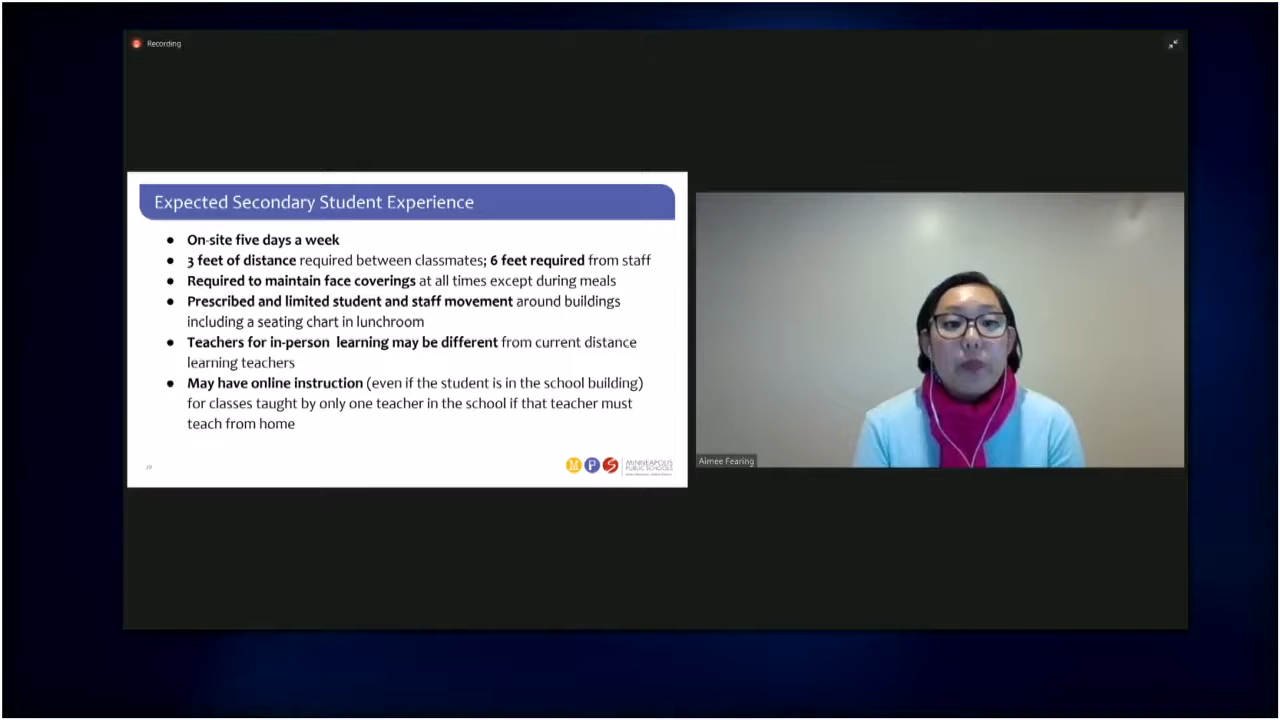 Recording
Expected Secondary Student Experience
● On-site five days a week
● 3 feet of distance required between classmates; 6 feet required from staff
● Required to maintain face coverings at all times except during meals
● Prescribed and limited student and staff movement around buildings
including a seating chart in lunchroom
● Teachers for in-person learning may be different from current distance
learning teachers
● May have online instruction (even if the student is in the school building)
for classes taught by only one teacher in the school if that teacher must
teach from home
M P S MINNEAPOLIS
PUBLIC SCHOOLS
Aimee Fearing